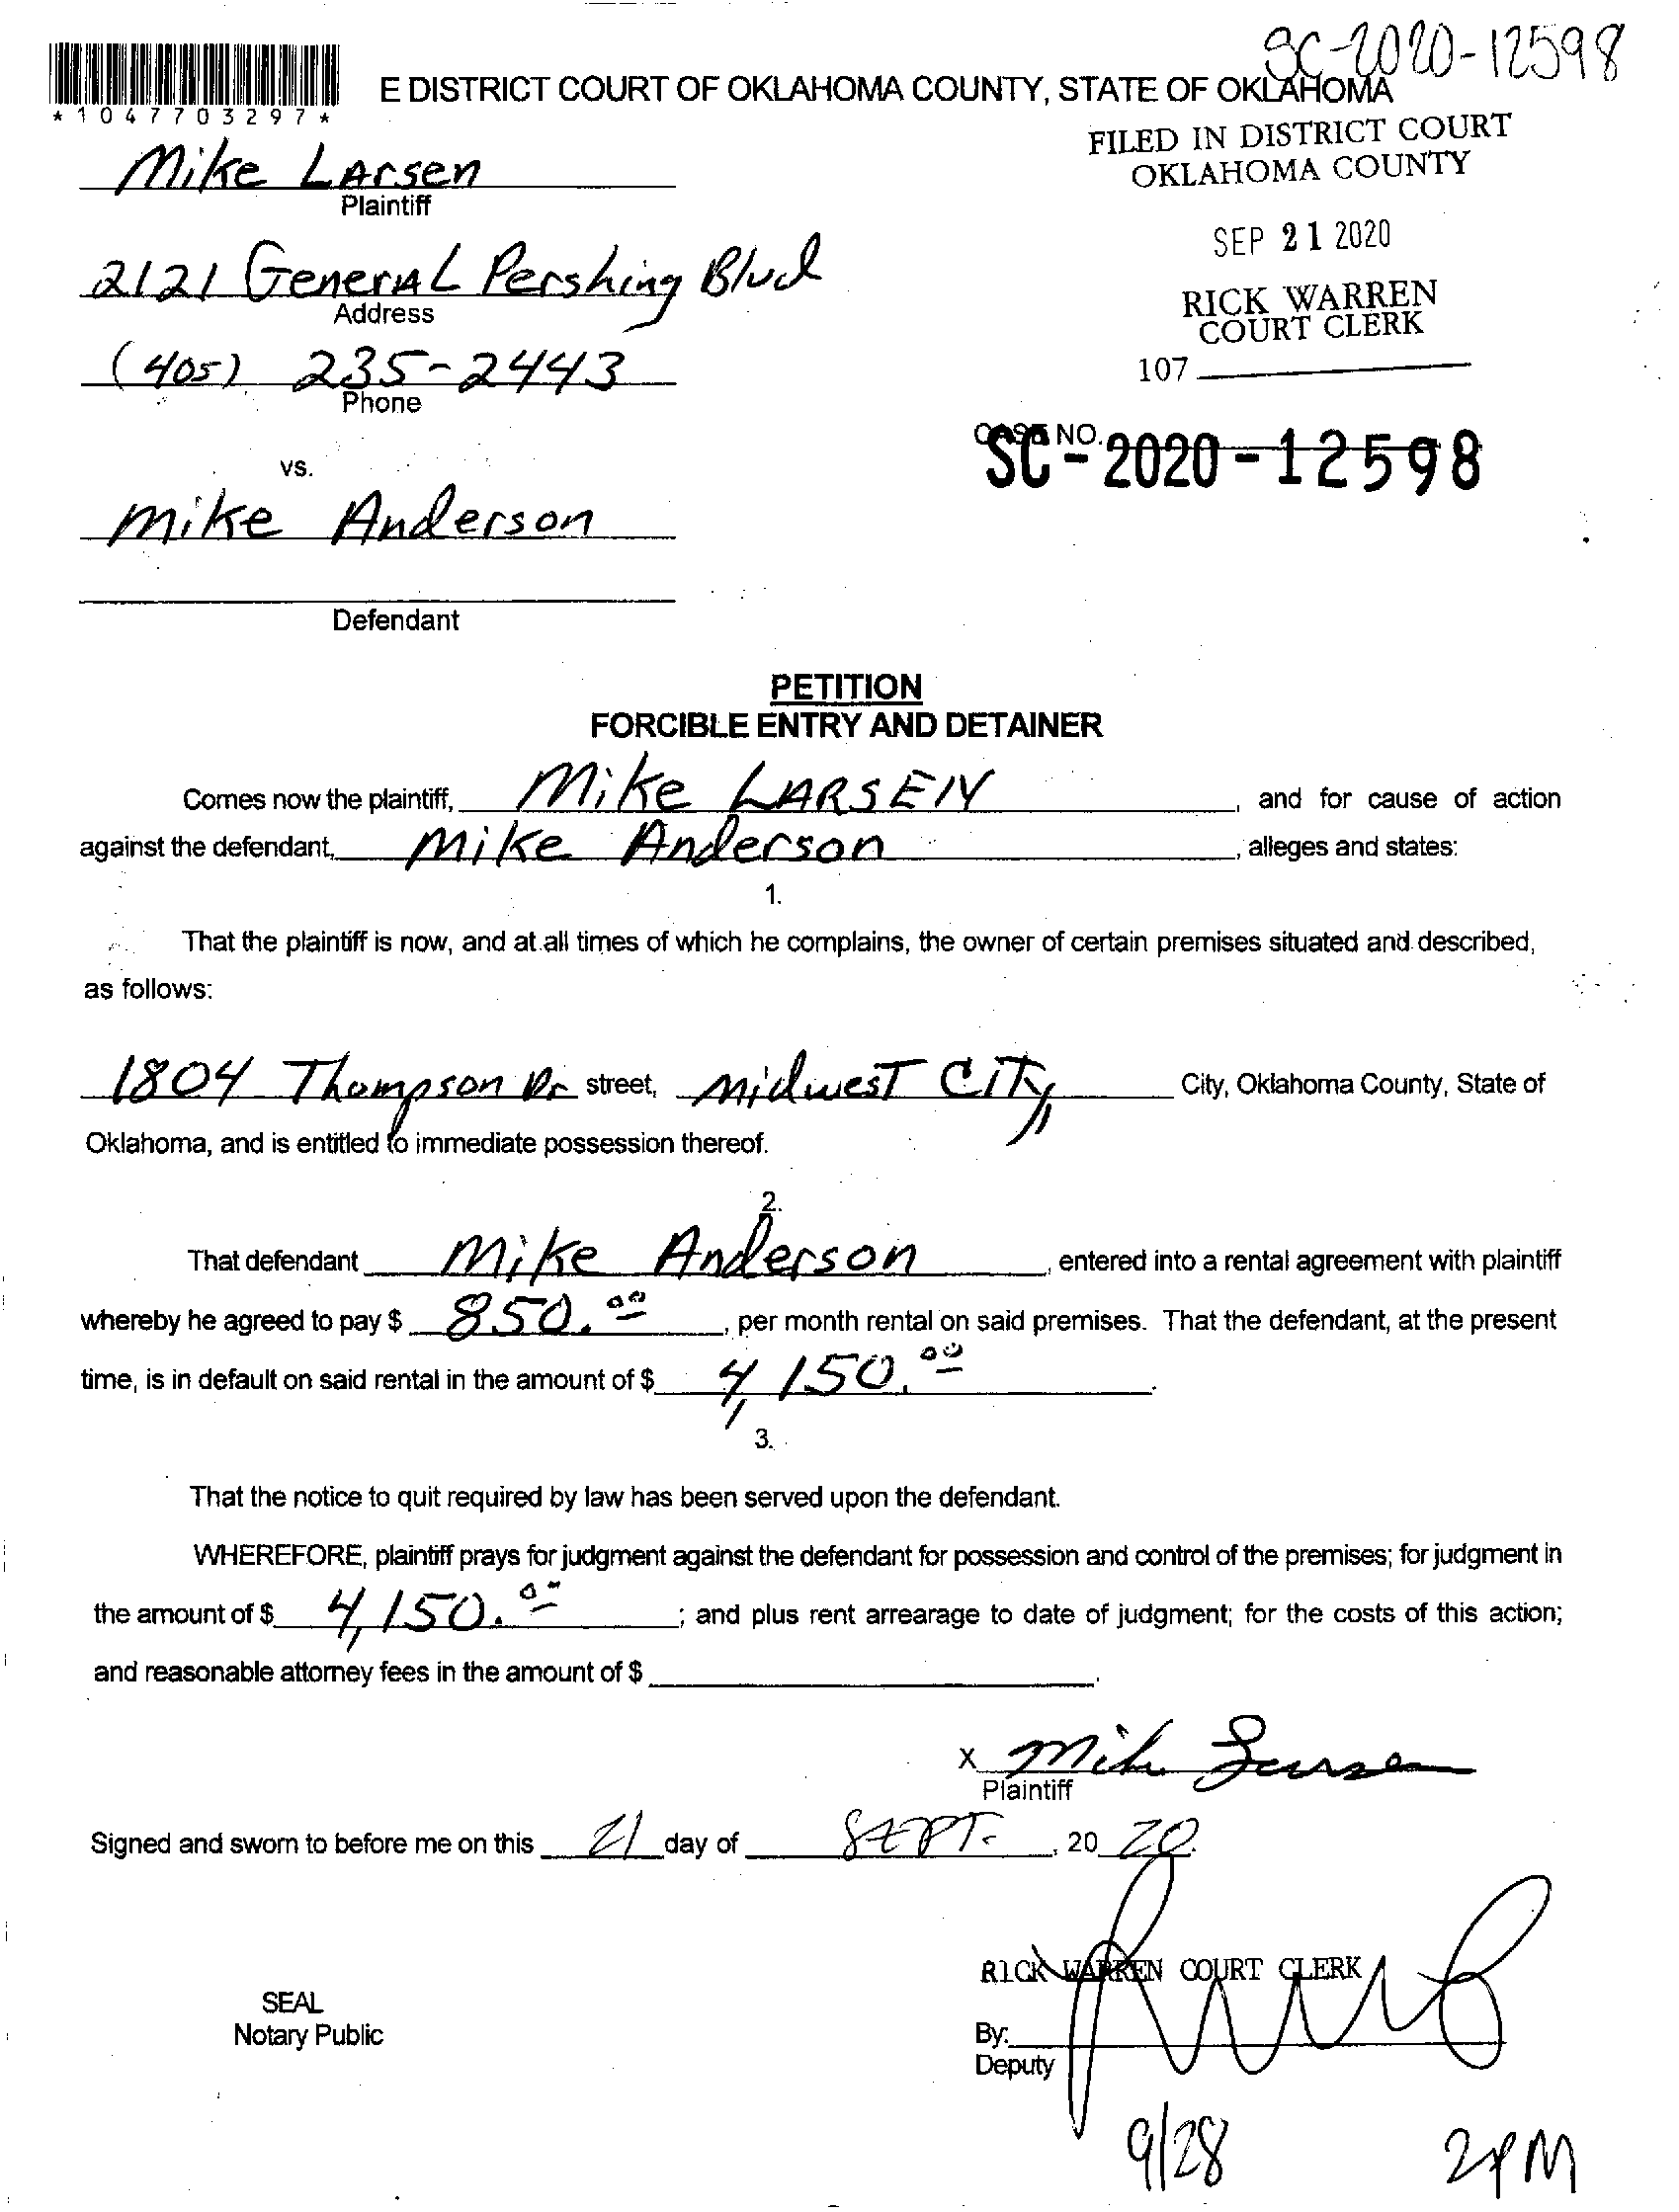 SC-2020-12598
E DISTRICT COURT OF OKLAHOMA COUNTY, STATE OF OKLAHOMA
*1047703297*
FILED IN DISTRICT COURT
OKLAHOMA COUNTY
Mike Larsen
Plaintiff
SEP 21 2020
2121 General Pershing Blvd
Address
RICK WARREN
COURT CLERK
(405) 235-2443
Phone
107
CASE NO.
SC-2020-12598
vs.
Mike Anderson
Defendant
PETITION
FORCIBLE ENTRY AND DETAINER
Comes now the plaintiff, Mike LARSEN, and for cause of action
against the defendant, Mike Anderson, alleges and states:
1.
That the plaintiff is now, and at all times of which he complains, the owner of certain premises situated and described,
as follows:
1804 Thompson Dr street, Midwest City, City, Oklahoma County, State of
Oklahoma, and is entitled to immediate possession thereof.
2.
That defendant Mike Anderson, entered into a rental agreement with plaintiff
whereby he agreed to pay $ 850.00, per month rental on said premises. That the defendant, at the present
time, is in default on said rental in the amount of $ 4,150.00.
3.
That the notice to quit required by law has been served upon the defendant.
WHEREFORE, plaintiff prays for judgment against the defendant for possession and control of the premises; for judgment in
the amount of $ 4,150.00; and plus rent arrearage to date of judgment; for the costs of this action;
and reasonable attorney fees in the amount of $ .
X Mike Larsen
Plaintiff
Signed and sworn to before me on this 21 day of SEPT., 20 20.
RICK WARREN COURT CLERK
SEAL
Notary Public
By:
Deputy
9/28 2PM